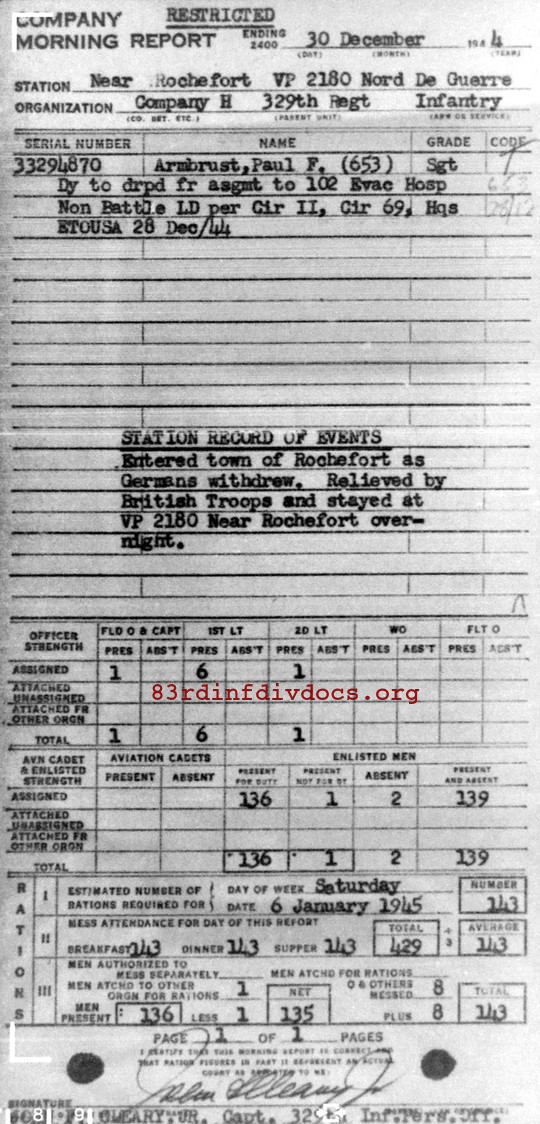 COMPANY RESTRICTED
MORNING REPORT ENDING 2400 30 December 1944
(DAY) (MONTH) (YEAR)
STATION Near Rochefort VP 2180 Nord De Guerre
ORGANIZATION Company H 329th Regt Infantry
(CO. DET. ETC.) (PARENT UNIT) (ARM OR SERVICE)
SERIAL NUMBER NAME GRADE CODE
33294870 Armbrust,Paul F. (653) Sgt
Dy to drpd fr asgmt to 102 Evac Hosp 653
Non Battle LD per Cir II, Cir 69, Hqs
ETOUSA 28 Dec/44
STATION RECORD OF EVENTS
Entered town of Rochefort as
Germans withdrew. Relieved by
British Troops and stayed at
VP 2180 Near Rochefort over-
night.
OFFICER STRENGTH FLD O & CAPT 1ST LT 2D LT WO FLT O
PRES ABS'T PRES ABS'T PRES ABS'T PRES ABS'T PRES ABS'T
ASSIGNED 1 6 1
ATTACHED UNASSIGNED
83rdinfdivdocs.org
ATTACHED FR OTHER ORGN
TOTAL 1 6 1
AVN CADET & ENLISTED STRENGTH AVIATION CADETS ENLISTED MEN
PRESENT ABSENT PRESENT FOR DUTY PRESENT NOT FOR DY ABSENT PRESENT AND ABSENT
ASSIGNED 136 1 2 139
ATTACHED UNASSIGNED
ATTACHED FR OTHER ORGN
TOTAL 136 1 2 139
RATIONS
I ESTIMATED NUMBER OF RATIONS REQUIRED FOR DAY OF WEEK Saturday NUMBER
DATE 6 January 1945 143
II MESS ATTENDANCE FOR DAY OF THIS REPORT TOTAL ÷ 3 AVERAGE
BREAKFAST 143 DINNER 143 SUPPER 143 429 143
III MEN AUTHORIZED TO MESS SEPARATELY MEN ATCHD FOR RATIONS
MEN ATCHD TO OTHER ORGN FOR RATIONS 1 NET O & OTHERS MESSED 8 TOTAL
MEN PRESENT 136 LESS 1 135 PLUS 8 143
PAGE 1 OF 1 PAGES
I CERTIFY THAT THIS MORNING REPORT IS CORRECT AND
THAT RATION FIGURES IN PART II REPRESENT AN ACTUAL
COUNT AS REPORTED TO ME:
SIGNATURE
CLEARY JR. Capt. 329 Inf.Pers.Off.